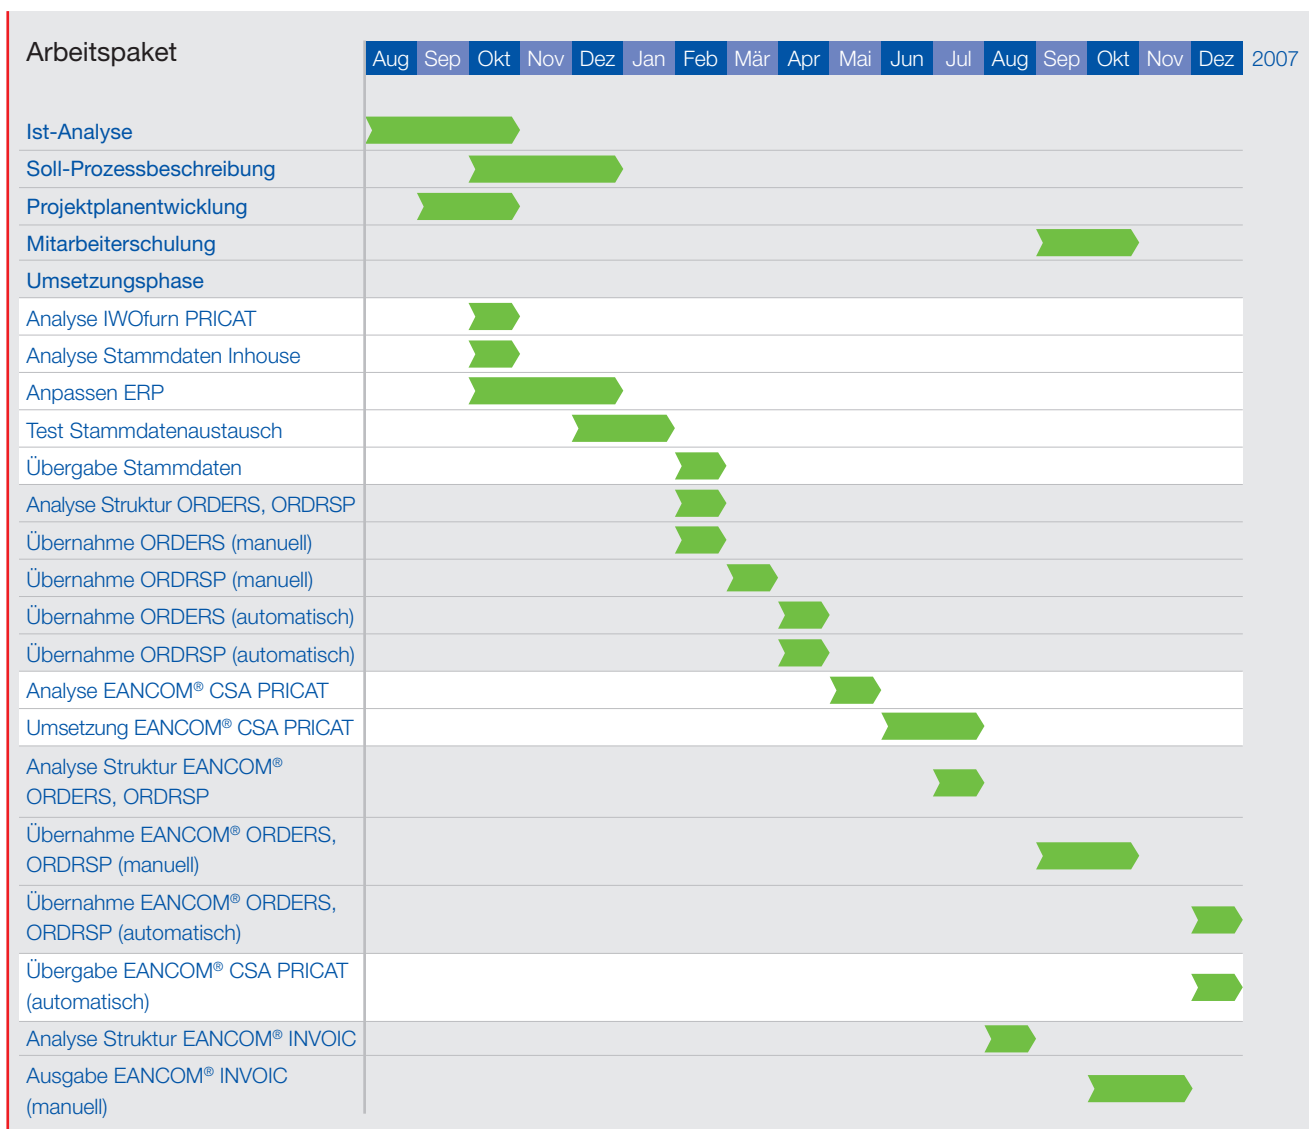 Arbeitspaket
Aug Sep Okt Nov Dez Jan Feb Mär Apr Mai Jun Jul Aug Sep Okt Nov Dez 2007
Ist-Analyse
Soll-Prozessbeschreibung
Projektplanentwicklung
Mitarbeiterschulung
Umsetzungsphase
Analyse IWOfurn PRICAT
Analyse Stammdaten Inhouse
Anpassen ERP
Test Stammdatenaustausch
Übergabe Stammdaten
Analyse Struktur ORDERS, ORDRSP
Übernahme ORDERS (manuell)
Übernahme ORDRSP (manuell)
Übernahme ORDERS (automatisch)
Übernahme ORDRSP (automatisch)
Analyse EANCOM® CSA PRICAT
Umsetzung EANCOM® CSA PRICAT
Analyse Struktur EANCOM®
ORDERS, ORDRSP
Übernahme EANCOM® ORDERS,
ORDRSP (manuell)
Übernahme EANCOM® ORDERS,
ORDRSP (automatisch)
Übergabe EANCOM® CSA PRICAT
(automatisch)
Analyse Struktur EANCOM® INVOIC
Ausgabe EANCOM® INVOIC
(manuell)